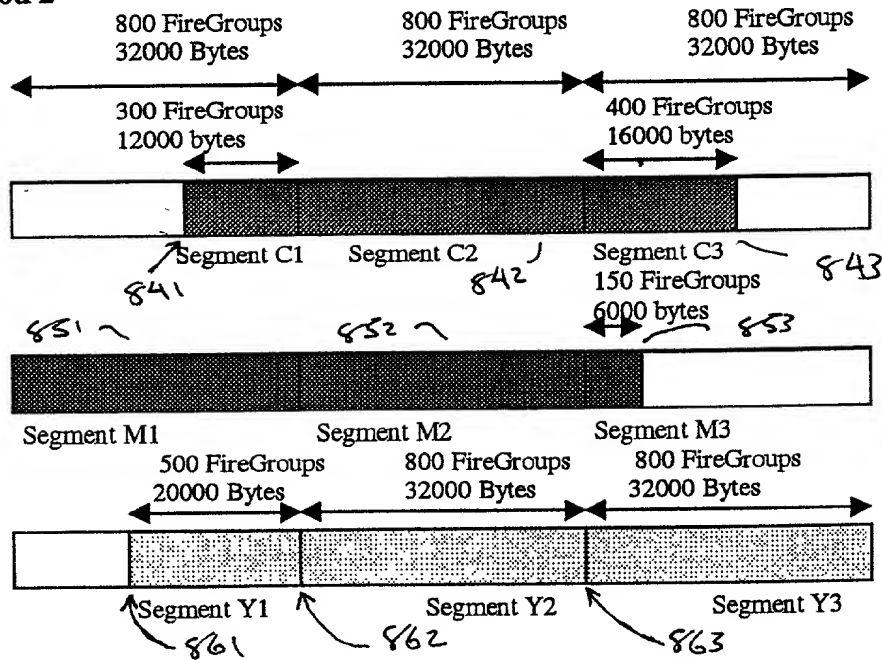 800 FireGroups 800 FireGroups 800 FireGroups
32000 Bytes 32000 Bytes 32000 Bytes
300 FireGroups 400 FireGroups
12000 bytes 16000 bytes
Segment C1 Segment C2 Segment C3
841 842 843
150 FireGroups
6000 bytes
851 852 853
Segment M1 Segment M2 Segment M3
500 FireGroups 800 FireGroups 800 FireGroups
20000 Bytes 32000 Bytes 32000 Bytes
Segment Y1 Segment Y2 Segment Y3
861 862 863